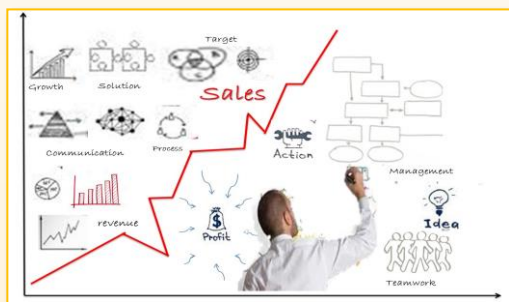 Target
Growth
Solution
Sales
Communication
Process
Action
Management
revenue
$
Profit
Idea
Teamwork